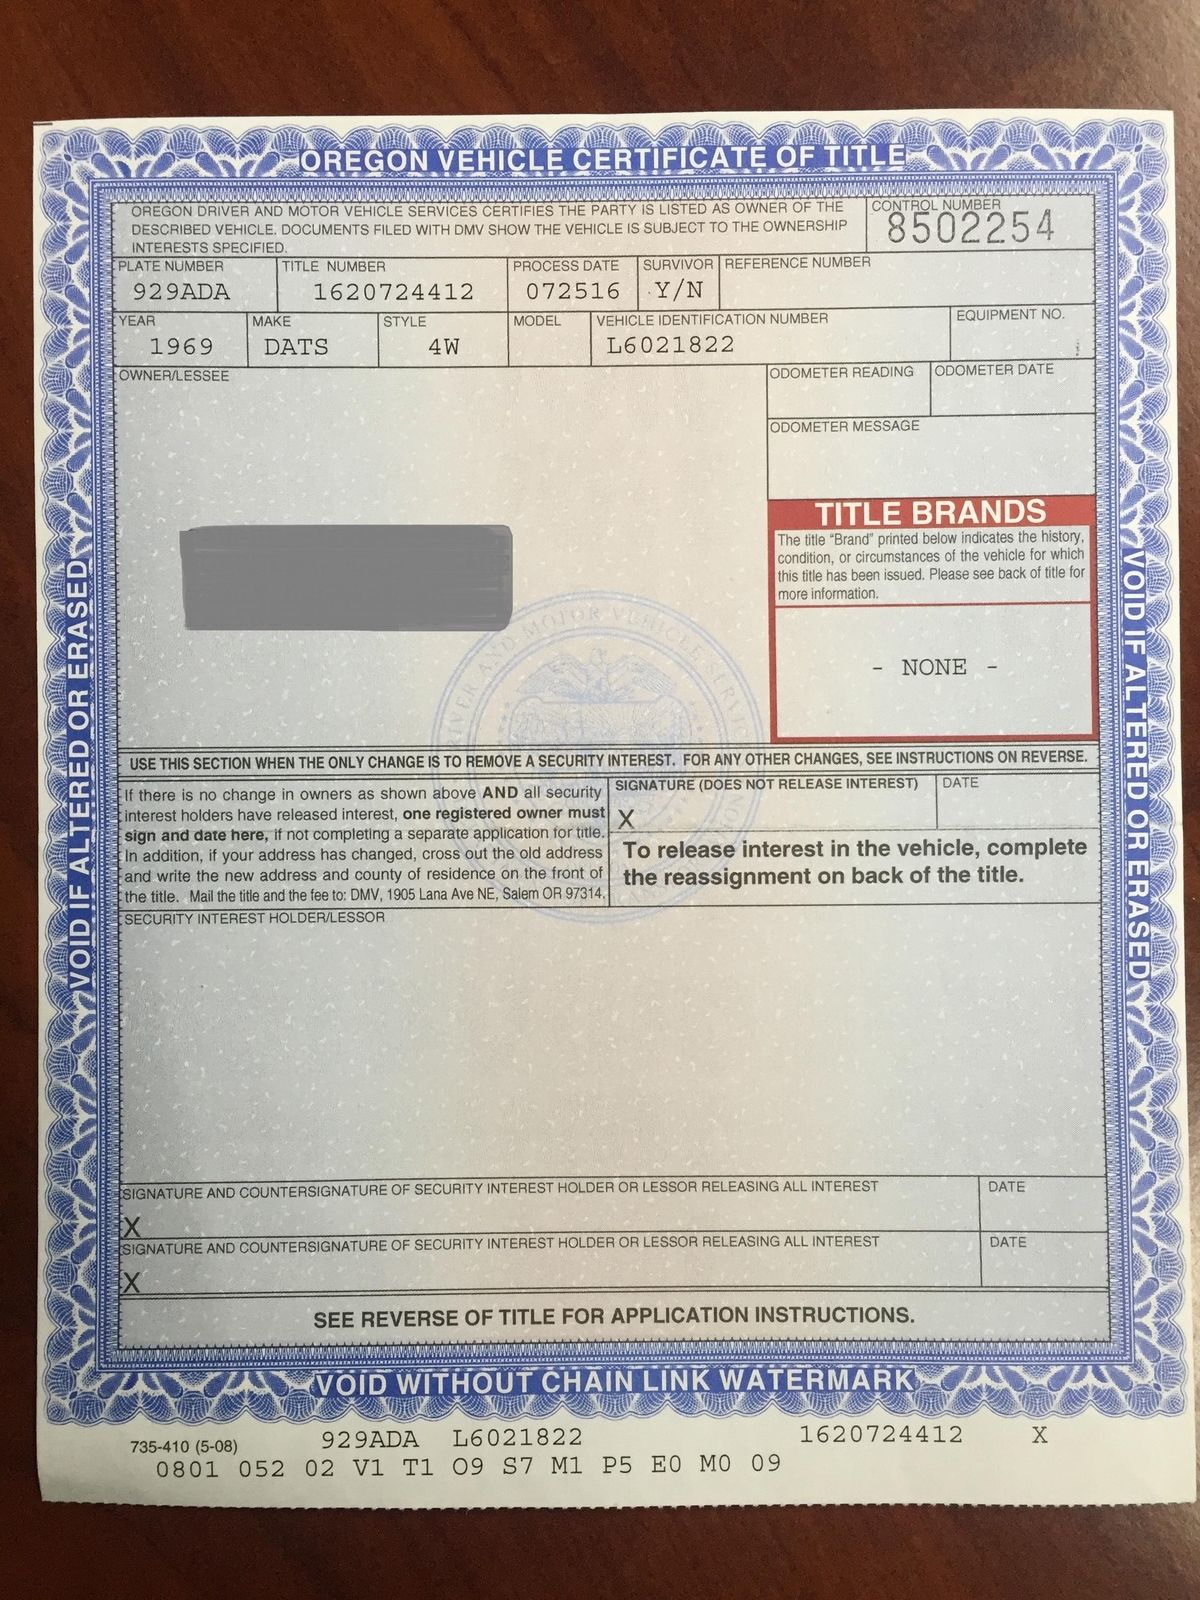 OREGON VEHICLE CERTIFICATE OF TITLE
OREGON DRIVER AND MOTOR VEHICLE SERVICES CERTIFIES THE PARTY IS LISTED AS OWNER OF THE
DESCRIBED VEHICLE. DOCUMENTS FILED WITH DMV SHOW THE VEHICLE IS SUBJECT TO THE OWNERSHIP
INTERESTS SPECIFIED.
CONTROL NUMBER
8502254
PLATE NUMBER TITLE NUMBER PROCESS DATE SURVIVOR REFERENCE NUMBER
929ADA 1620724412 072516 Y/N
YEAR MAKE STYLE MODEL VEHICLE IDENTIFICATION NUMBER EQUIPMENT NO.
1969 DATS 4W L6021822
OWNER/LESSEE
ODOMETER READING ODOMETER DATE
ODOMETER MESSAGE
TITLE BRANDS
The title “Brand” printed below indicates the history,
condition, or circumstances of the vehicle for which
this title has been issued. Please see back of title for
more information.
- NONE -
VOID IF ALTERED OR ERASED
VOID IF ALTERED OR ERASED
USE THIS SECTION WHEN THE ONLY CHANGE IS TO REMOVE A SECURITY INTEREST. FOR ANY OTHER CHANGES, SEE INSTRUCTIONS ON REVERSE.
If there is no change in owners as shown above AND all security
interest holders have released interest, one registered owner must
sign and date here, if not completing a separate application for title.
In addition, if your address has changed, cross out the old address
and write the new address and county of residence on the front of
the title. Mail the title and the fee to: DMV, 1905 Lana Ave NE, Salem OR 97314.
SIGNATURE (DOES NOT RELEASE INTEREST) DATE
X
To release interest in the vehicle, complete
the reassignment on back of the title.
SECURITY INTEREST HOLDER/LESSOR
SIGNATURE AND COUNTERSIGNATURE OF SECURITY INTEREST HOLDER OR LESSOR RELEASING ALL INTEREST DATE
X
SIGNATURE AND COUNTERSIGNATURE OF SECURITY INTEREST HOLDER OR LESSOR RELEASING ALL INTEREST DATE
X
SEE REVERSE OF TITLE FOR APPLICATION INSTRUCTIONS.
VOID WITHOUT CHAIN LINK WATERMARK
735-410 (5-08) 929ADA L6021822 1620724412 X
0801 052 02 V1 T1 O9 S7 M1 P5 E0 M0 09